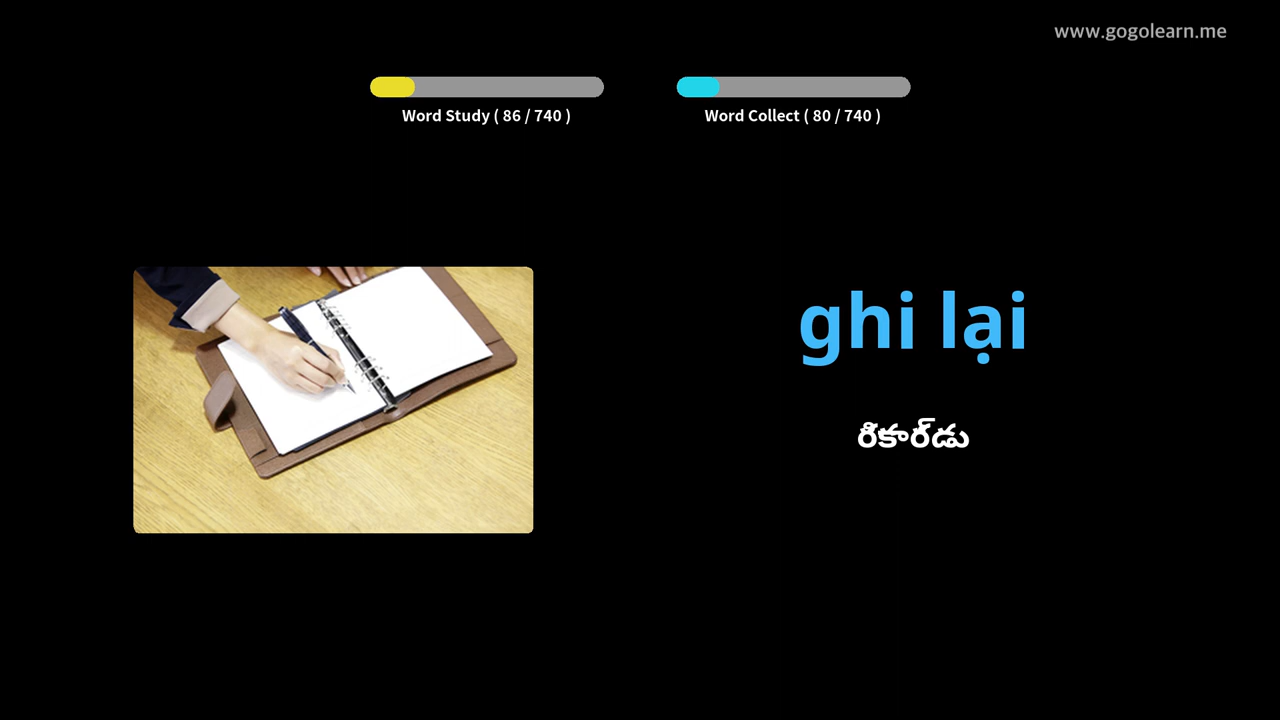 www.gogolearn.me
Word Study ( 86 / 740 )
Word Collect ( 80 / 740 )
ghi lại
రికార్డు